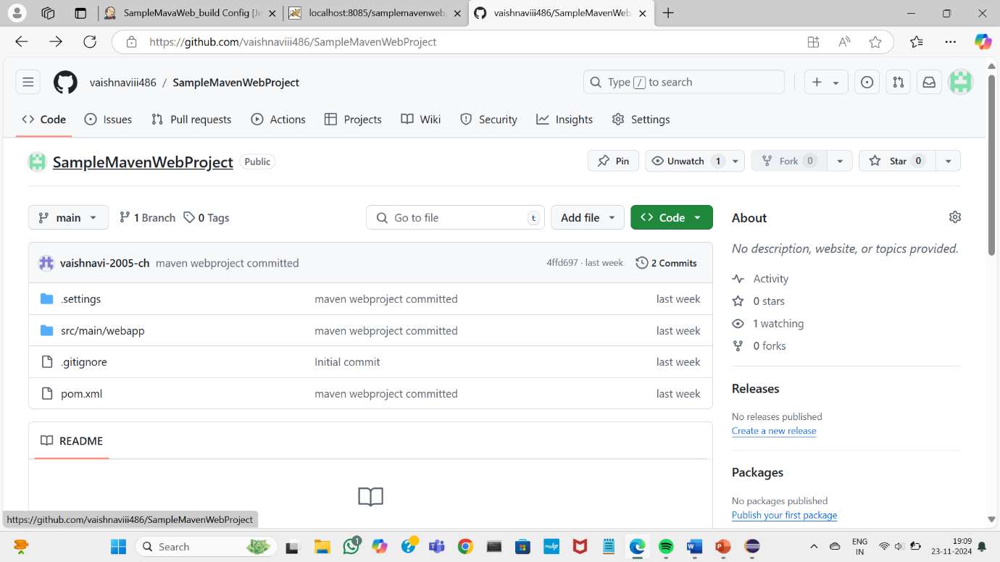 SampleMavaWeb_build Config [Je
localhost:8085/samplemavenweb/
vaishnaviii486/SampleMavenWeb
https://github.com/vaishnaviii486/SampleMavenWebProject
vaishnaviii486 / SampleMavenWebProject
Type / to search
Code Issues Pull requests Actions Projects Wiki Security Insights Settings
SampleMavenWebProject Public
Pin Unwatch 1 Fork 0 Star 0
main 1 Branch 0 Tags Go to file t Add file Code
vaishnavi-2005-ch maven webproject committed 4ffd697 · last week 2 Commits
.settings maven webproject committed last week
src/main/webapp maven webproject committed last week
.gitignore Initial commit last week
pom.xml maven webproject committed last week
README
About
No description, website, or topics provided.
Activity
0 stars
1 watching
0 forks
Releases
No releases published
Create a new release
Packages
No packages published
Publish your first package
https://github.com/vaishnaviii486/SampleMavenWebProject
Search
1
myhp
ENG
IN
19:09
23-11-2024